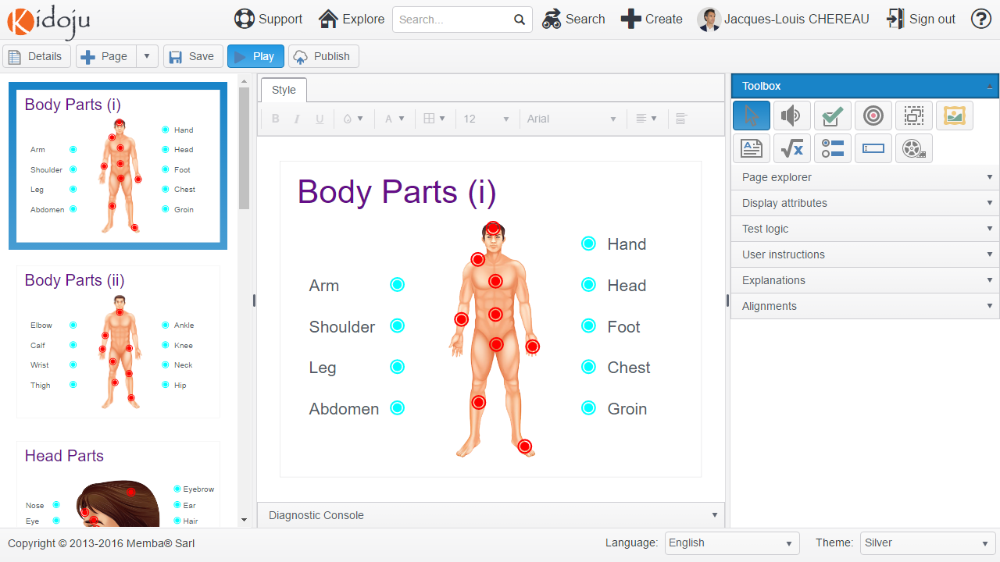 Kidoju
Support
Explore
Search...
Search
Create
Jacques-Louis CHEREAU
Sign out
Details
Page
Save
Play
Publish
Body Parts (i)
Hand
Arm
Head
Shoulder
Foot
Leg
Chest
Abdomen
Groin
Body Parts (ii)
Elbow
Ankle
Calf
Knee
Wrist
Neck
Thigh
Hip
Head Parts
Eyebrow
Nose
Ear
Eye
Hair
Style
B I U A 12 Arial
Body Parts (i)
Hand
Arm
Head
Shoulder
Foot
Leg
Chest
Abdomen
Groin
Diagnostic Console
Toolbox
Page explorer
Display attributes
Test logic
User instructions
Explanations
Alignments
Copyright © 2013-2016 Memba® Sarl
Language: English
Theme: Silver